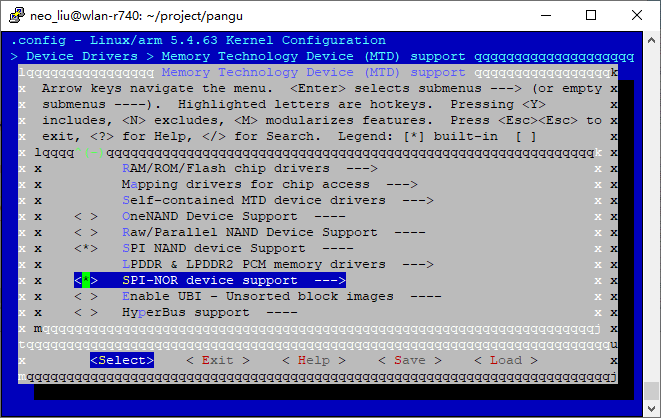 neo_liu@wlan-r740: ~/project/pangu
.config - Linux/arm 5.4.63 Kernel Configuration
> Device Drivers > Memory Technology Device (MTD) support qqqqqqqqqqqqqqqqqqqq
lqqqqqqqqqqqqqqqq Memory Technology Device (MTD) support qqqqqqqqqqqqqqqqqk
x Arrow keys navigate the menu. <Enter> selects submenus ---> (or empty x
x submenus ----). Highlighted letters are hotkeys. Pressing <Y> x
x includes, <N> excludes, <M> modularizes features. Press <Esc><Esc> to x
x exit, <?> for Help, </> for Search. Legend: [*] built-in [ ] x
x lqqqq^(-)qqqqqqqqqqqqqqqqqqqqqqqqqqqqqqqqqqqqqqqqqqqqqqqqqqqqqqqqqqqqqk x
x x RAM/ROM/Flash chip drivers ---> x x
x x Mapping drivers for chip access ---> x x
x x Self-contained MTD device drivers ---> x x
x x < > OneNAND Device Support ---- x x
x x < > Raw/Parallel NAND Device Support ---- x x
x x <*> SPI NAND device Support ---- x x
x x LPDDR & LPDDR2 PCM memory drivers ---> x x
x x <*> SPI-NOR device support ---> x x
x x < > Enable UBI - Unsorted block images ---- x x
x x < > HyperBus support ---- x x
x mqqqqqqqqqqqqqqqqqqqqqqqqqqqqqqqqqqqqqqqqqqqqqqqqqqqqqqqqqqqqqqqqqqqqqj x
tqqqqqqqqqqqqqqqqqqqqqqqqqqqqqqqqqqqqqqqqqqqqqqqqqqqqqqqqqqqqqqqqqqqqqqqqqu
x <Select> < Exit > < Help > < Save > < Load > x
mqqqqqqqqqqqqqqqqqqqqqqqqqqqqqqqqqqqqqqqqqqqqqqqqqqqqqqqqqqqqqqqqqqqqqqqqqj